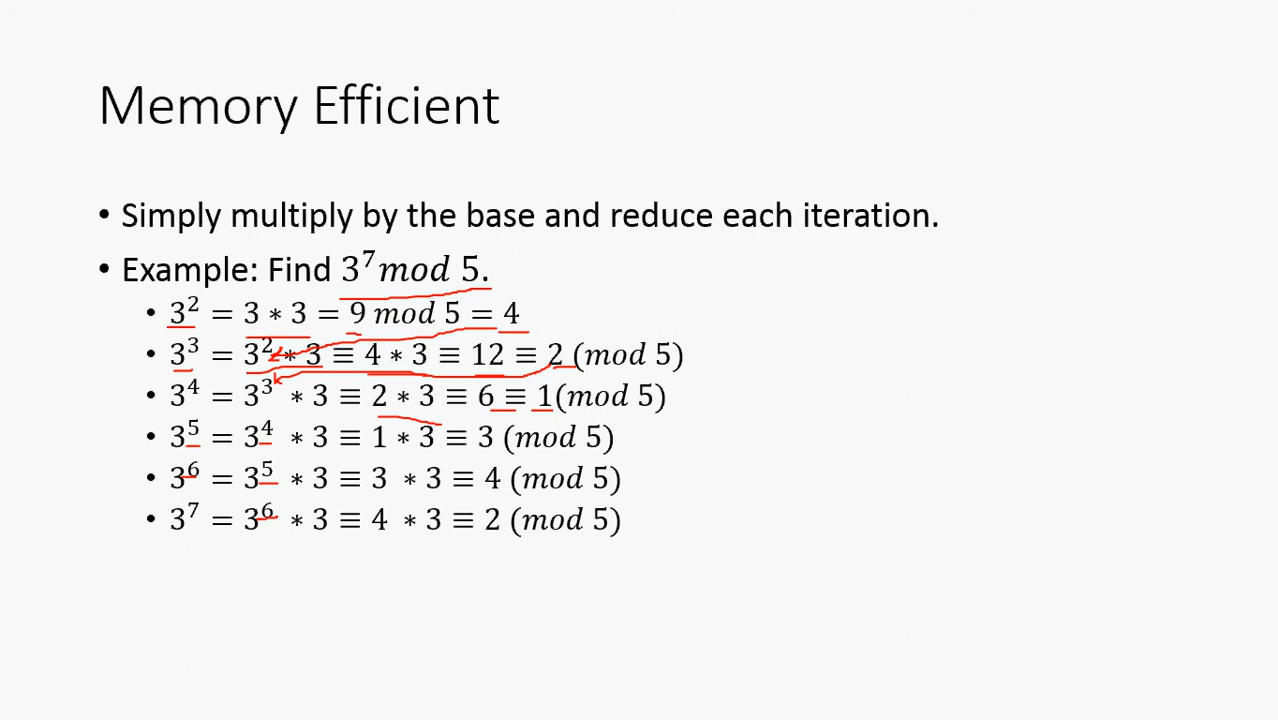 Memory Efficient
• Simply multiply by the base and reduce each iteration.
• Example: Find 3⁷mod 5.
• 3² = 3 ∗ 3 = 9 mod 5 = 4
• 3³ = 3² ∗ 3 ≡ 4 ∗ 3 ≡ 12 ≡ 2 (mod 5)
• 3⁴ = 3³ ∗ 3 ≡ 2 ∗ 3 ≡ 6 ≡ 1(mod 5)
• 3⁵ = 3⁴ ∗ 3 ≡ 1 ∗ 3 ≡ 3 (mod 5)
• 3⁶ = 3⁵ ∗ 3 ≡ 3 ∗ 3 ≡ 4 (mod 5)
• 3⁷ = 3⁶ ∗ 3 ≡ 4 ∗ 3 ≡ 2 (mod 5)